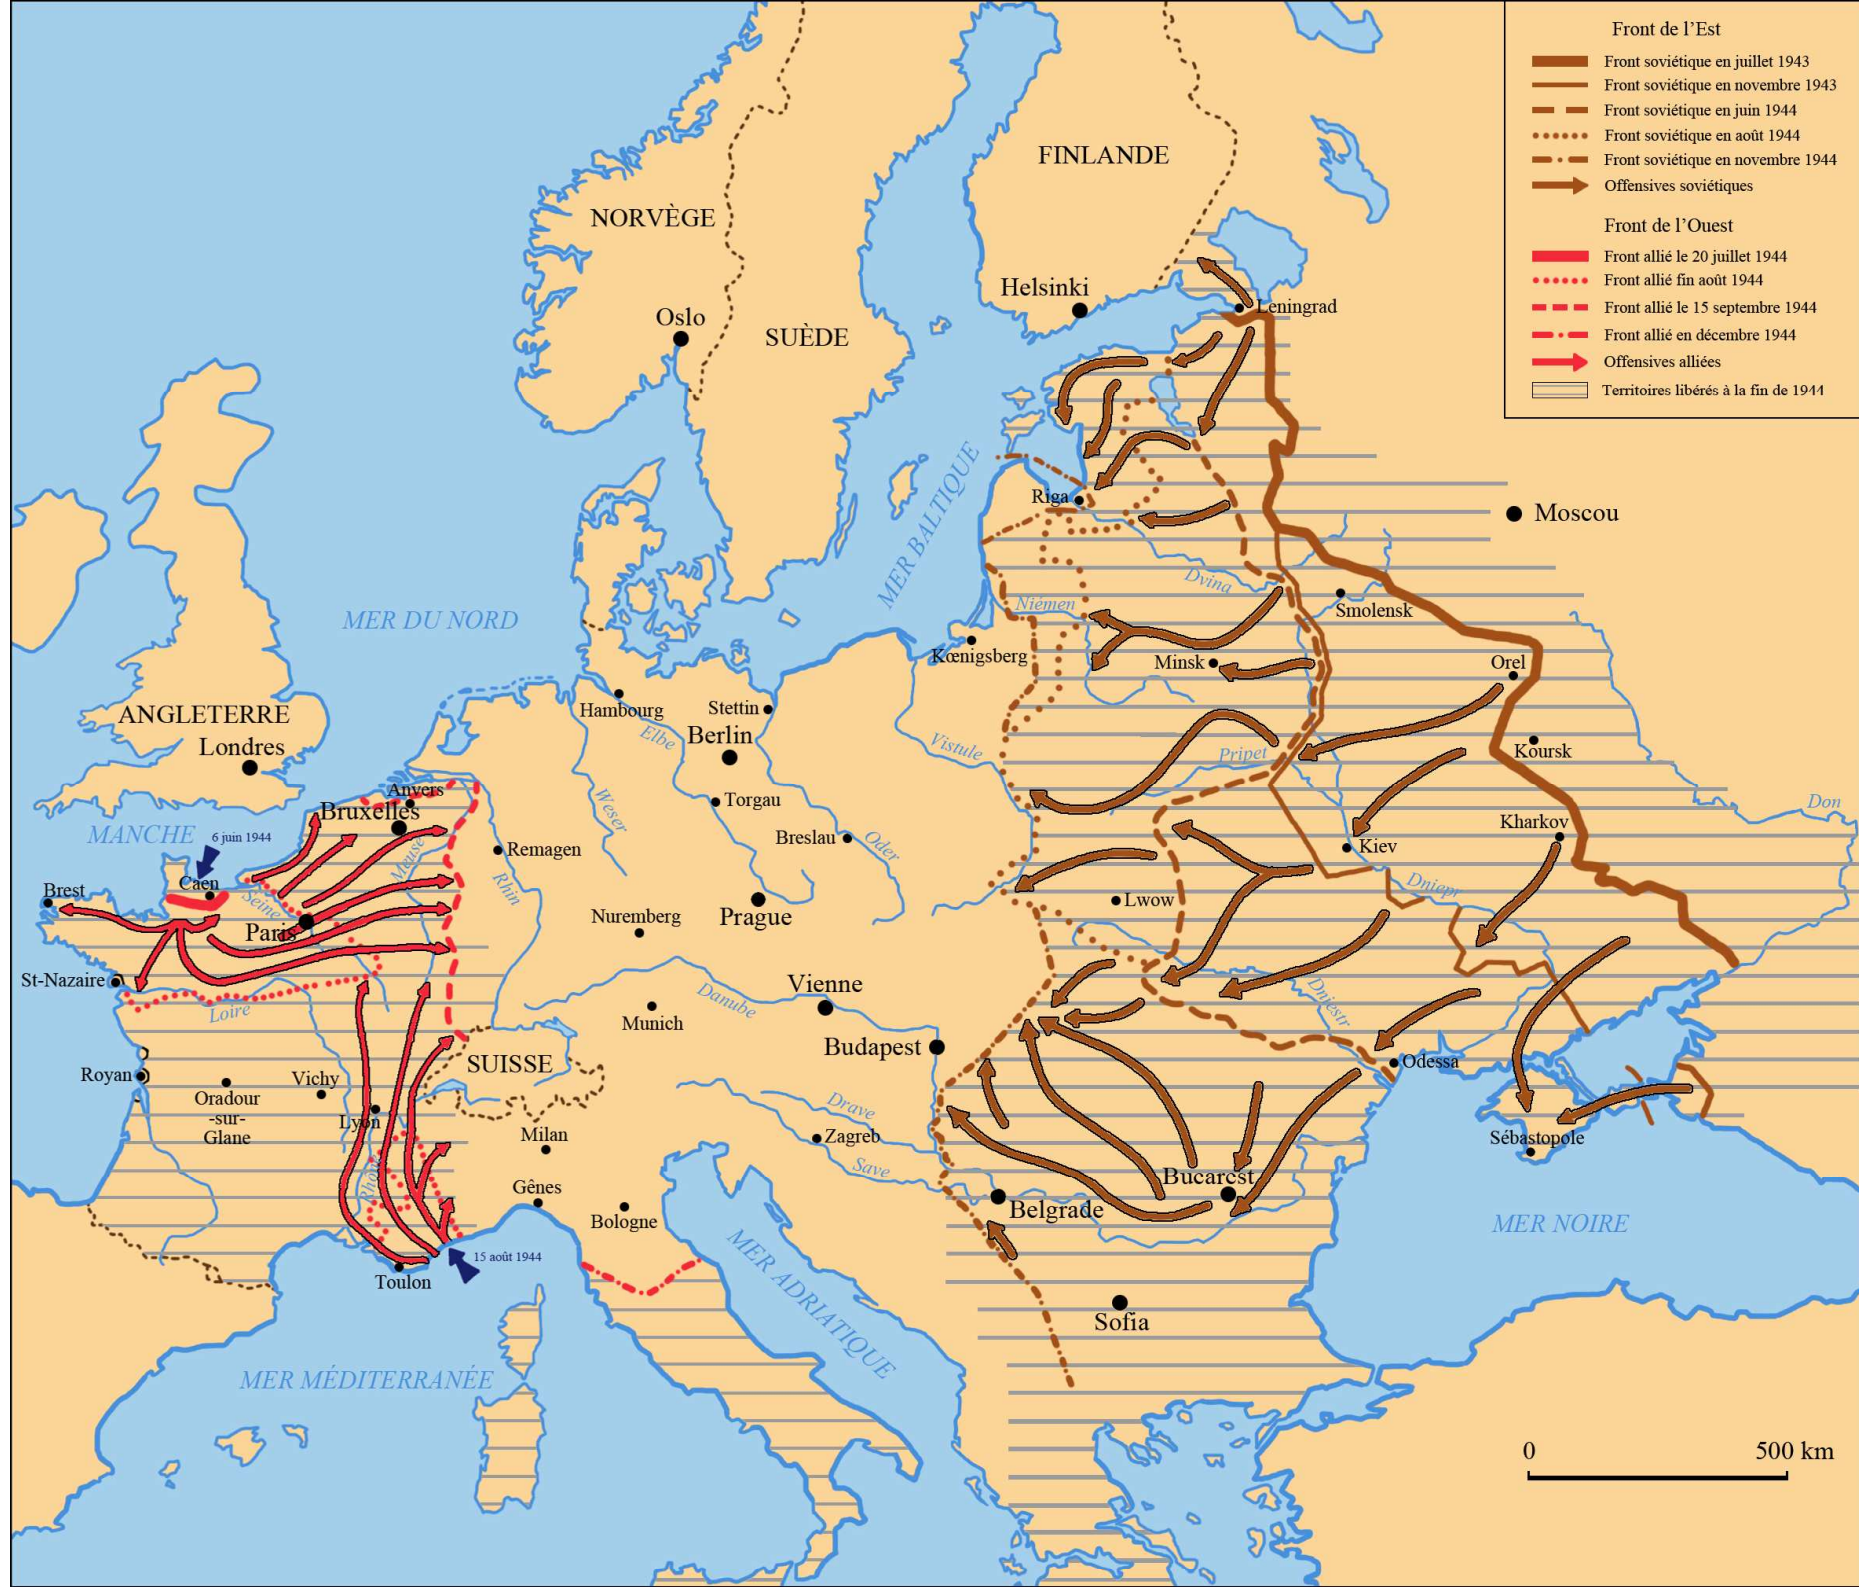 Front de l'Est
Front soviétique en juillet 1943
Front soviétique en novembre 1943
Front soviétique en juin 1944
Front soviétique en août 1944
Front soviétique en novembre 1944
Offensives soviétiques
Front de l'Ouest
Front allié le 20 juillet 1944
Front allié fin août 1944
Front allié le 15 septembre 1944
Front allié en décembre 1944
Offensives alliées
Territoires libérés à la fin de 1944
FINLANDE
NORVÈGE
Helsinki
Leningrad
Oslo
SUÈDE
MER BALTIQUE
Riga
Moscou
Dvina
Niémen
Smolensk
MER DU NORD
Kœnigsberg
Minsk
Orel
ANGLETERRE
Londres
Hambourg
Stettin
Elbe
Berlin
Vistule
Pripet
Koursk
Anvers
Bruxelles
Torgau
Weser
Don
MANCHE
6 juin 1944
Remagen
Breslau
Oder
Kharkov
Kiev
Meuse
Rhin
Brest
Caen
Seine
Paris
Nuremberg
Prague
Lwow
Dniepr
St-Nazaire
Loire
Munich
Danube
Vienne
Dniestr
Budapest
Odessa
SUISSE
Royan
Oradour
-sur-
Glane
Vichy
Lyon
Milan
Drave
Zagreb
Save
Sébastopole
Rhône
Gênes
Bologne
Bucarest
Belgrade
MER NOIRE
15 août 1944
Toulon
MER ADRIATIQUE
Sofia
MER MÉDITERRANÉE
0
500 km